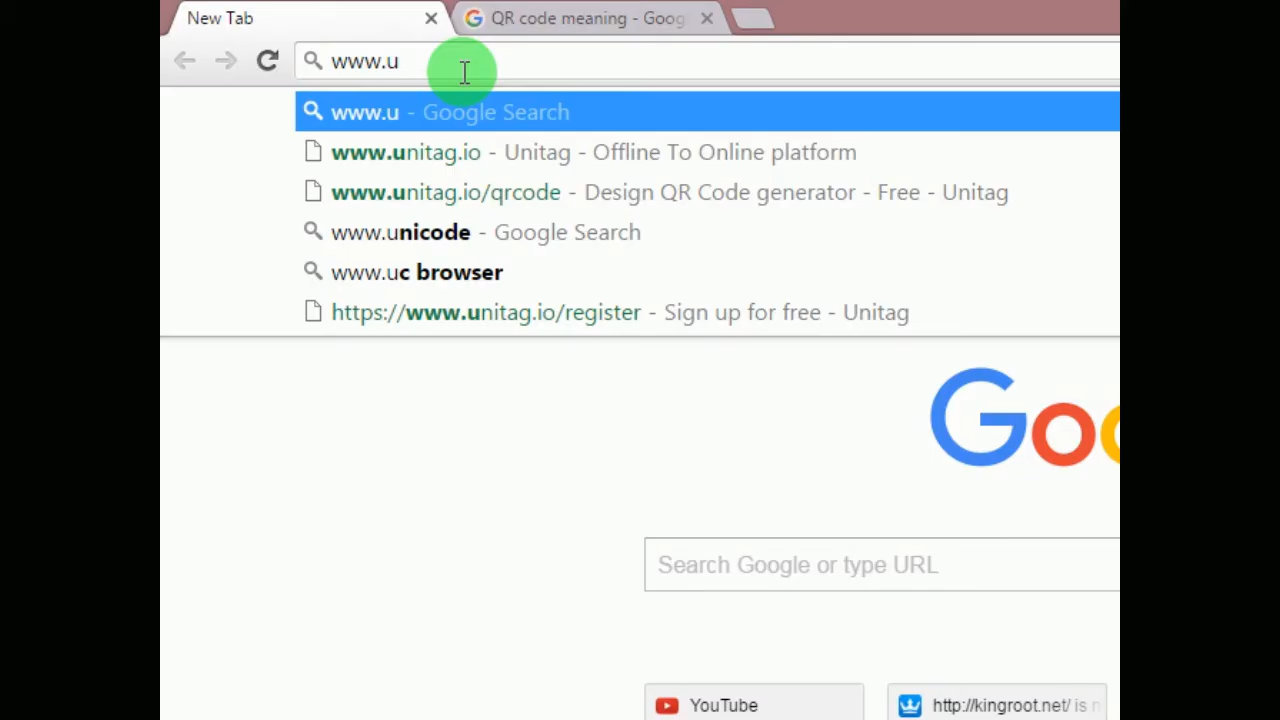 New Tab
QR code meaning - Goog
www.u
www.u - Google Search
www.unitag.io - Unitag - Offline To Online platform
www.unitag.io/qrcode - Design QR Code generator - Free - Unitag
www.unicode - Google Search
www.uc browser
https://www.unitag.io/register - Sign up for free - Unitag
Goo
Search Google or type URL
YouTube
http://kingroot.net/ is n